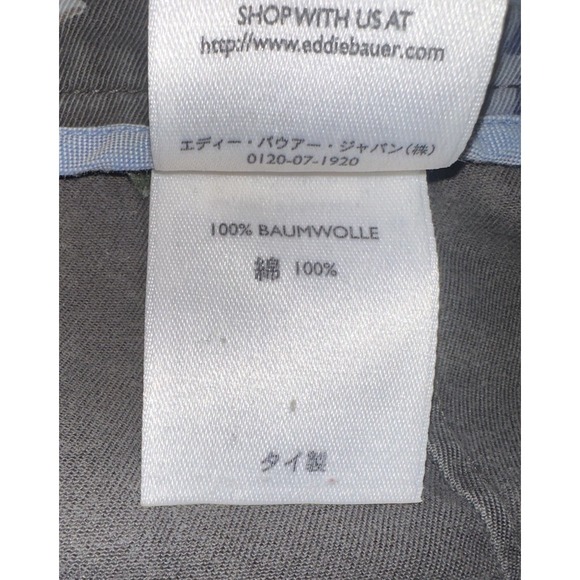 SHOP WITH US AT
http://www.eddiebauer.com
エディー・バウアー・ジャパン(株)
0120-07-1920
100% BAUMWOLLE
綿 100%
タイ製